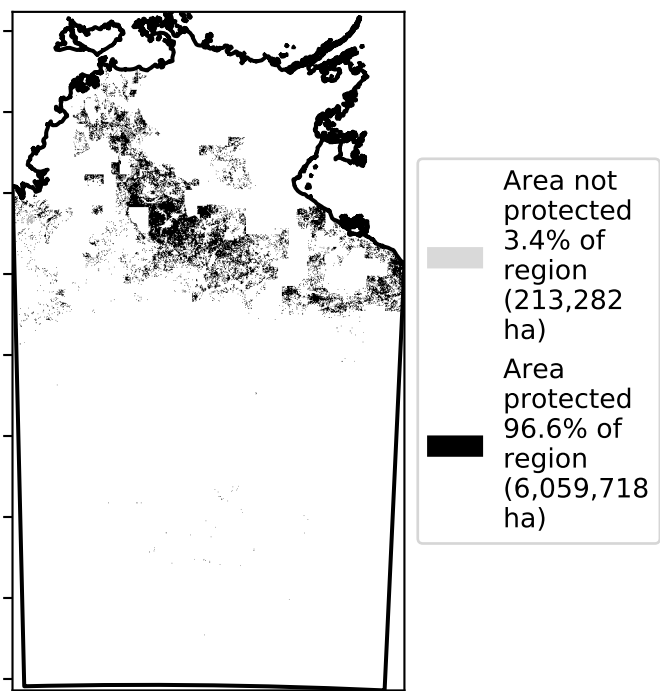 Area not
protected
3.4% of
region
(213,282
ha)
Area
protected
96.6% of
region
(6,059,718
ha)